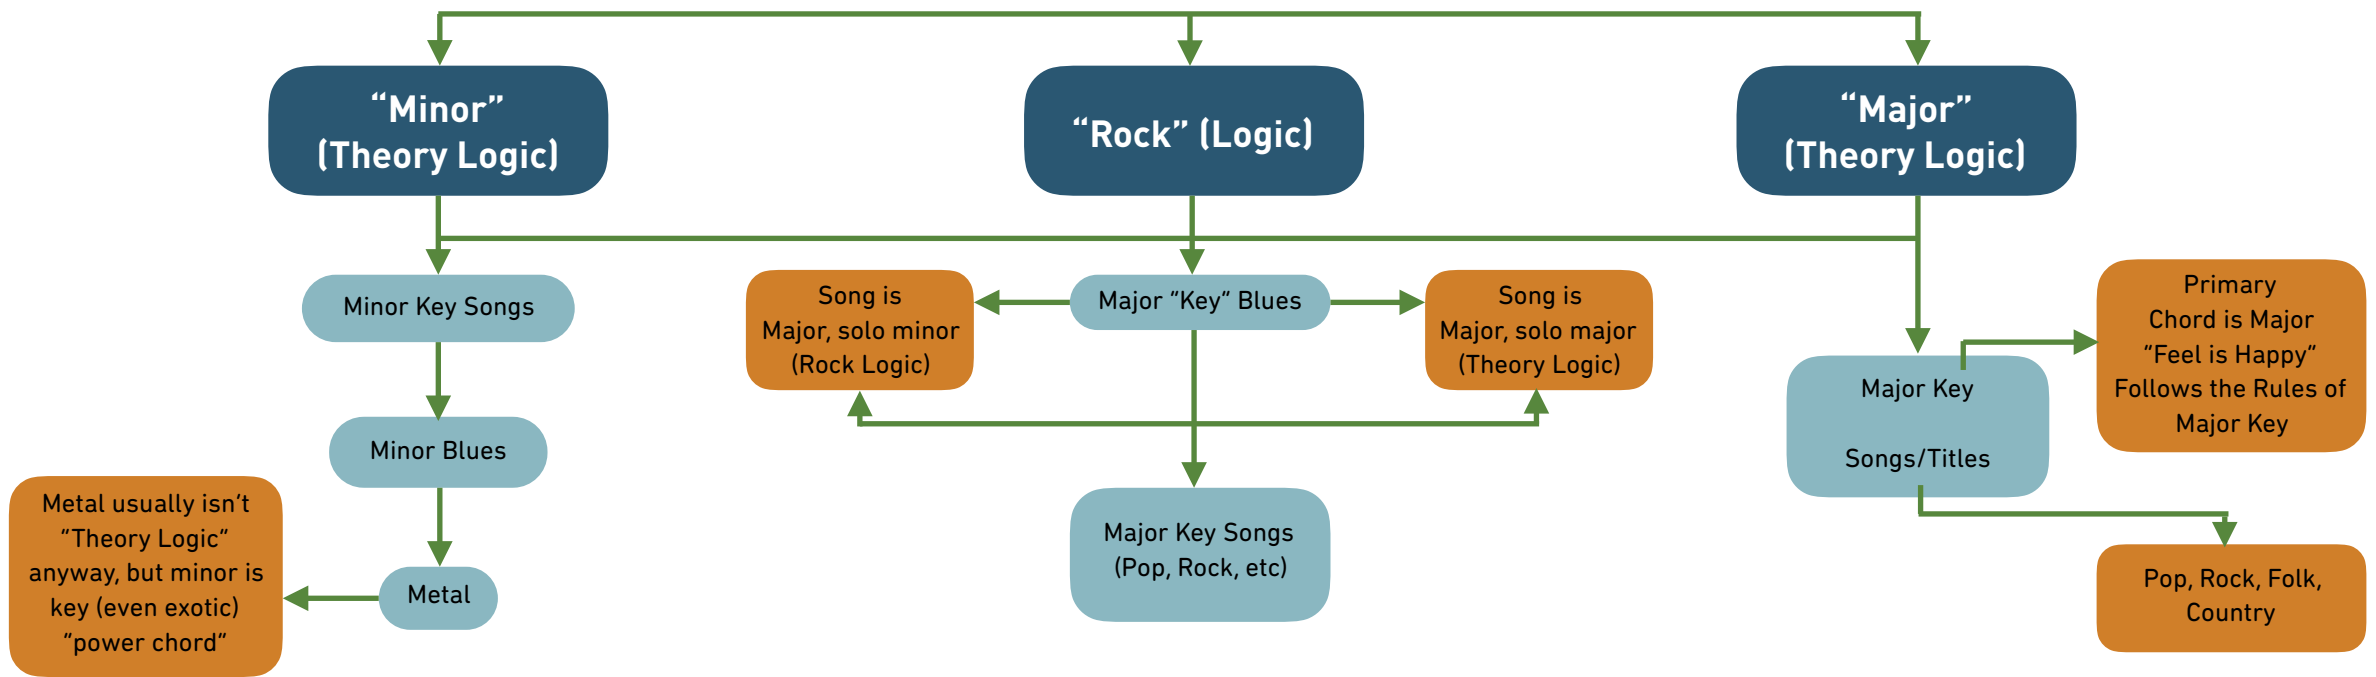 “Minor”
(Theory Logic)
“Rock” (Logic)
“Major”
(Theory Logic)
Minor Key Songs
Minor Blues
Metal
Metal usually isn’t
“Theory Logic“
anyway, but minor is
key (even exotic)
“power chord“
Song is
Major, solo minor
(Rock Logic)
Major “Key“ Blues
Song is
Major, solo major
(Theory Logic)
Major Key Songs
(Pop, Rock, etc)
Major Key
Songs/Titles
Primary
Chord is Major
“Feel is Happy“
Follows the Rules of
Major Key
Pop, Rock, Folk,
Country